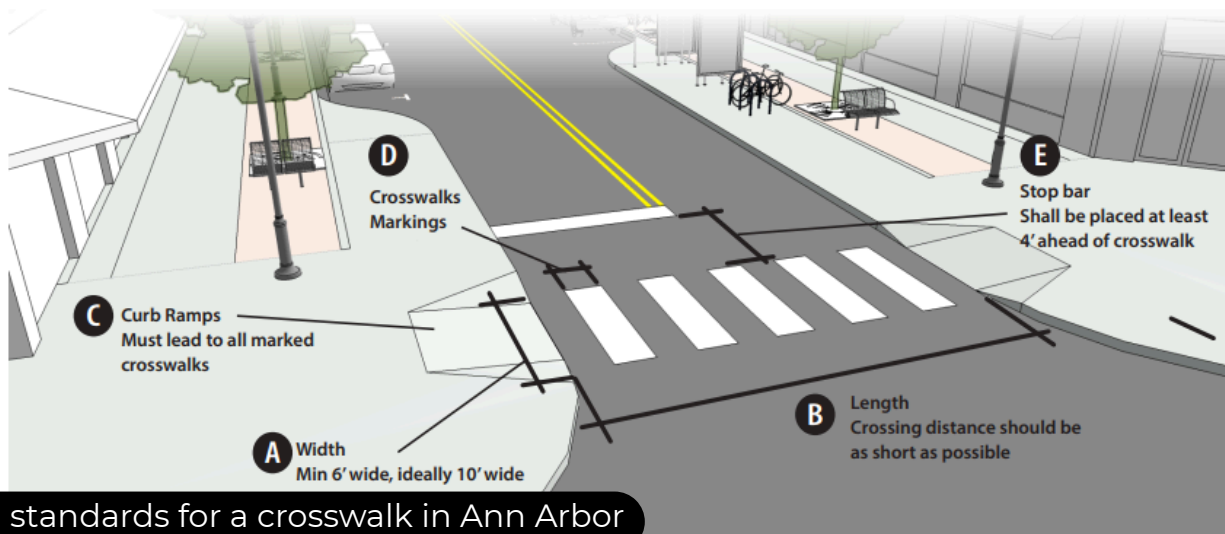 D
Crosswalks
Markings
E
Stop bar
Shall be placed at least
4' ahead of crosswalk
C
Curb Ramps
Must lead to all marked
crosswalks
A
Width
Min 6' wide, ideally 10' wide
B
Length
Crossing distance should be
as short as possible
standards for a crosswalk in Ann Arbor